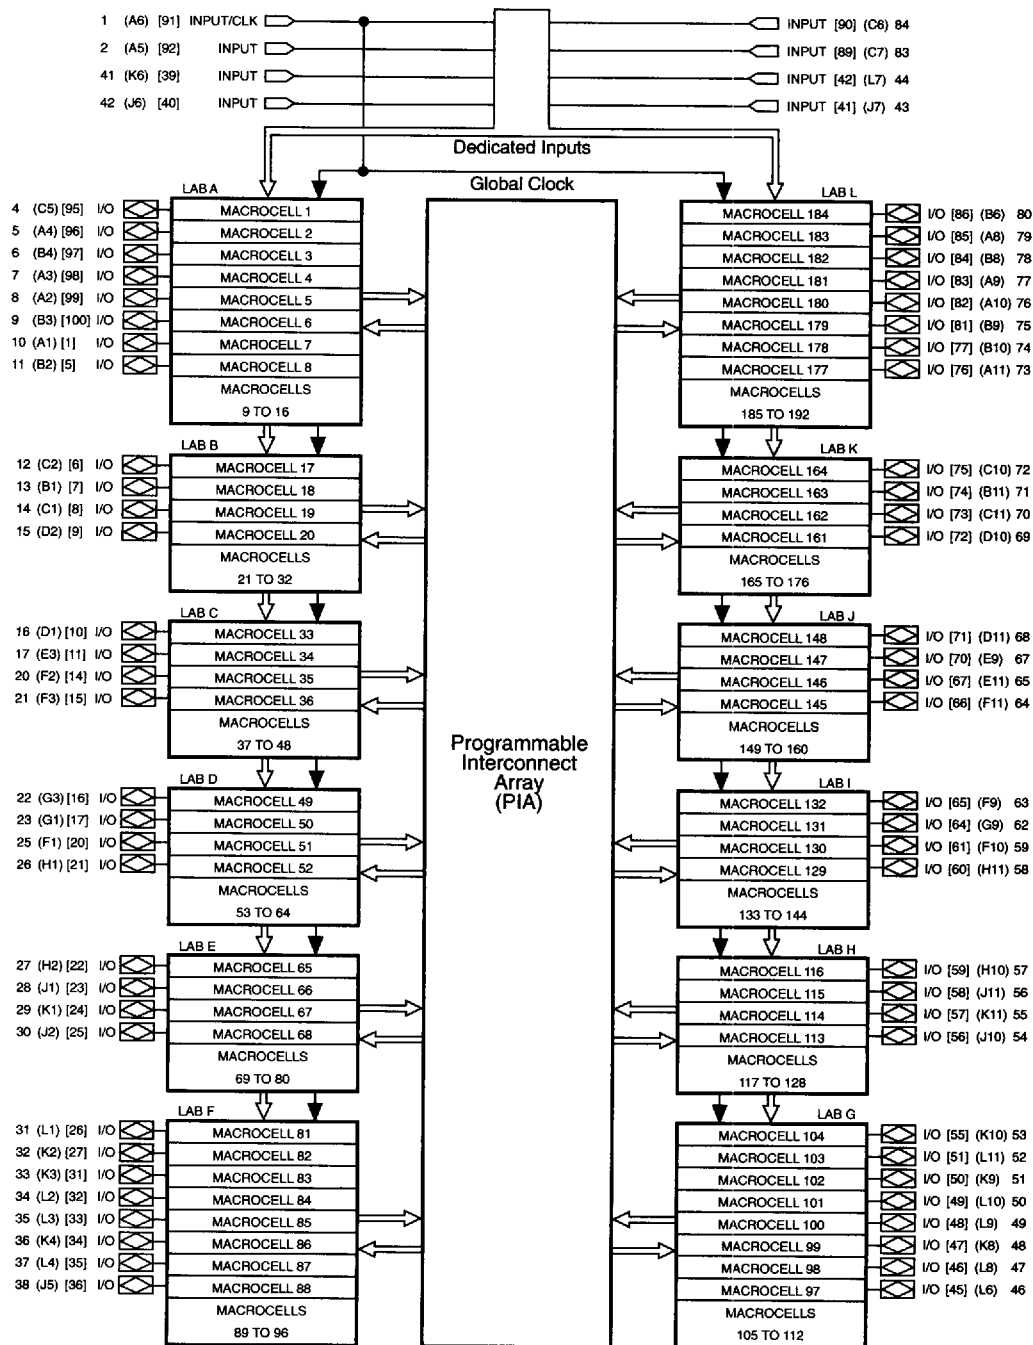 1 (A6) [91] INPUT/CLK INPUT [90] (C6) 84
2 (A5) [92] INPUT INPUT [89] (C7) 83
41 (K6) [39] INPUT INPUT [42] (L7) 44
42 (J6) [40] INPUT INPUT [41] (J7) 43
Dedicated Inputs
Global Clock
LAB A
4 (C5) [95] I/O MACROCELL 1
5 (A4) [96] I/O MACROCELL 2
6 (B4) [97] I/O MACROCELL 3
7 (A3) [98] I/O MACROCELL 4
8 (A2) [99] I/O MACROCELL 5
9 (B3) [100] I/O MACROCELL 6
10 (A1) [1] I/O MACROCELL 7
11 (B2) [5] I/O MACROCELL 8
MACROCELLS
9 TO 16
LAB B
12 (C2) [6] I/O MACROCELL 17
13 (B1) [7] I/O MACROCELL 18
14 (C1) [8] I/O MACROCELL 19
15 (D2) [9] I/O MACROCELL 20
MACROCELLS
21 TO 32
LAB C
16 (D1) [10] I/O MACROCELL 33
17 (E3) [11] I/O MACROCELL 34
20 (F2) [14] I/O MACROCELL 35
21 (F3) [15] I/O MACROCELL 36
MACROCELLS
37 TO 48
LAB D
22 (G3) [16] I/O MACROCELL 49
23 (G1) [17] I/O MACROCELL 50
25 (F1) [20] I/O MACROCELL 51
26 (H1) [21] I/O MACROCELL 52
MACROCELLS
53 TO 64
LAB E
27 (H2) [22] I/O MACROCELL 65
28 (J1) [23] I/O MACROCELL 66
29 (K1) [24] I/O MACROCELL 67
30 (J2) [25] I/O MACROCELL 68
MACROCELLS
69 TO 80
LAB F
31 (L1) [26] I/O MACROCELL 81
32 (K2) [27] I/O MACROCELL 82
33 (K3) [31] I/O MACROCELL 83
34 (L2) [32] I/O MACROCELL 84
35 (L3) [33] I/O MACROCELL 85
36 (K4) [34] I/O MACROCELL 86
37 (L4) [35] I/O MACROCELL 87
38 (J5) [36] I/O MACROCELL 88
MACROCELLS
89 TO 96
Programmable
Interconnect
Array
(PIA)
LAB L
MACROCELL 184 I/O [86] (B6) 80
MACROCELL 183 I/O [85] (A8) 79
MACROCELL 182 I/O [84] (B8) 78
MACROCELL 181 I/O [83] (A9) 77
MACROCELL 180 I/O [82] (A10) 76
MACROCELL 179 I/O [81] (B9) 75
MACROCELL 178 I/O [77] (B10) 74
MACROCELL 177 I/O [76] (A11) 73
MACROCELLS
185 TO 192
LAB K
MACROCELL 164 I/O [75] (C10) 72
MACROCELL 163 I/O [74] (B11) 71
MACROCELL 162 I/O [73] (C11) 70
MACROCELL 161 I/O [72] (D10) 69
MACROCELLS
165 TO 176
LAB J
MACROCELL 148 I/O [71] (D11) 68
MACROCELL 147 I/O [70] (E9) 67
MACROCELL 146 I/O [67] (E11) 65
MACROCELL 145 I/O [66] (F11) 64
MACROCELLS
149 TO 160
LAB I
MACROCELL 132 I/O [65] (F9) 63
MACROCELL 131 I/O [64] (G9) 62
MACROCELL 130 I/O [61] (F10) 59
MACROCELL 129 I/O [60] (H11) 58
MACROCELLS
133 TO 144
LAB H
MACROCELL 116 I/O [59] (H10) 57
MACROCELL 115 I/O [58] (J11) 56
MACROCELL 114 I/O [57] (K11) 55
MACROCELL 113 I/O [56] (J10) 54
MACROCELLS
117 TO 128
LAB G
MACROCELL 104 I/O [55] (K10) 53
MACROCELL 103 I/O [51] (L11) 52
MACROCELL 102 I/O [50] (K9) 51
MACROCELL 101 I/O [49] (L10) 50
MACROCELL 100 I/O [48] (L9) 49
MACROCELL 99 I/O [47] (K8) 48
MACROCELL 98 I/O [46] (L8) 47
MACROCELL 97 I/O [45] (L6) 46
MACROCELLS
105 TO 112